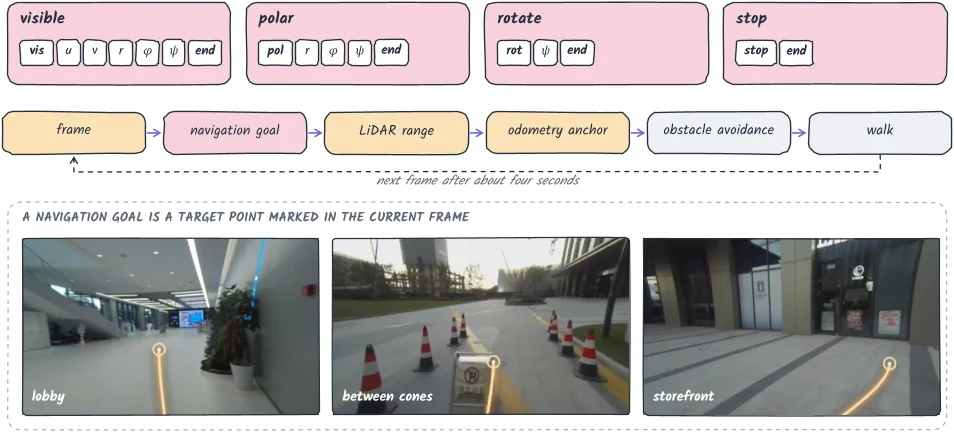 visible
vis u v r φ ψ end
polar
pol r φ ψ end
rotate
rot ψ end
stop
stop end
frame
navigation goal
LiDAR range
odometry anchor
obstacle avoidance
walk
next frame after about four seconds
A NAVIGATION GOAL IS A TARGET POINT MARKED IN THE CURRENT FRAME
lobby
between cones
storefront